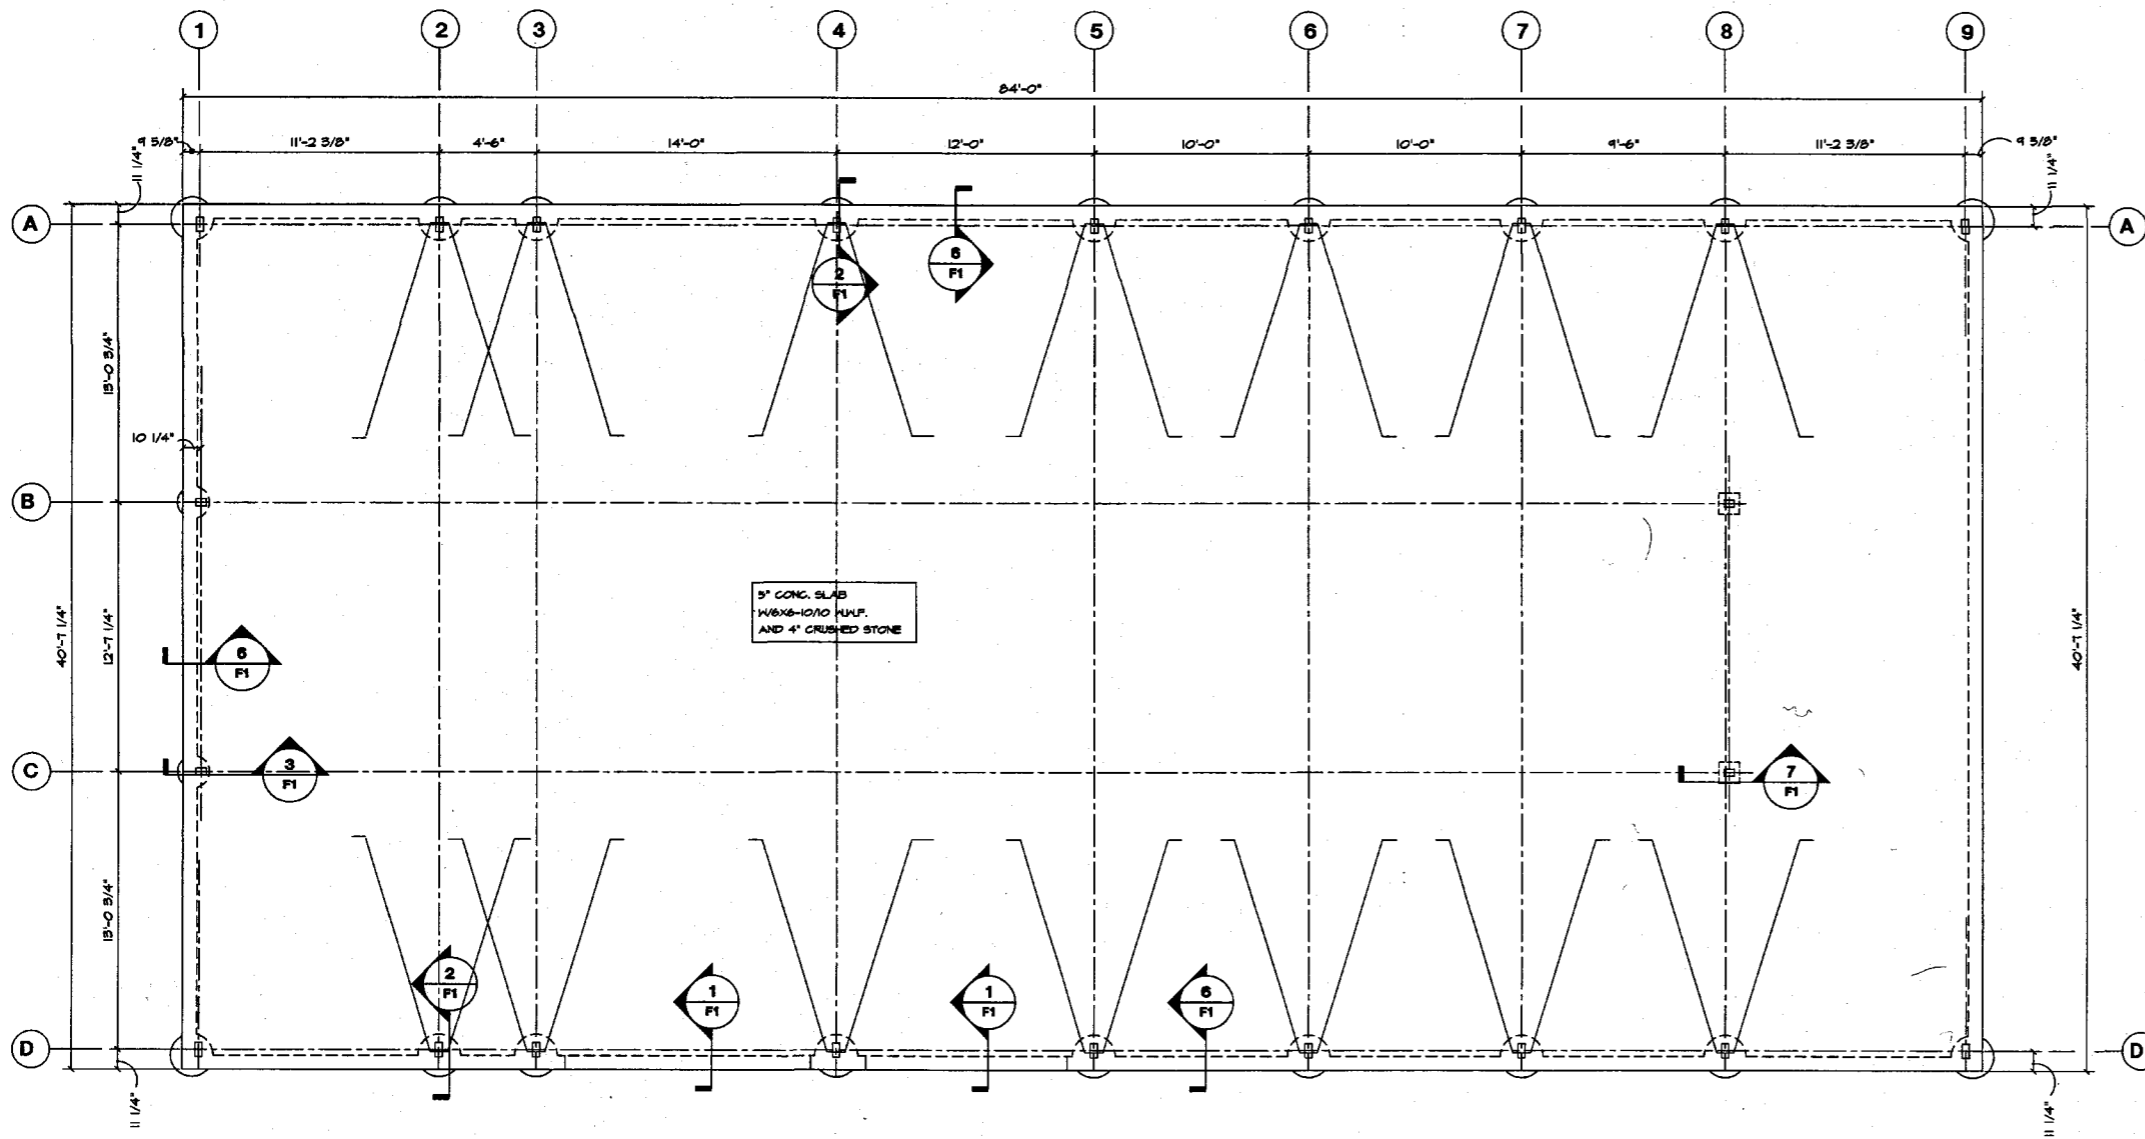 1 2 3 4 5 6 7 8 9
84'-0"
9 5/8" 11'-2 3/8" 4'-6" 14'-0" 12'-0" 10'-0" 10'-0" 9'-6" 11'-2 3/8" 9 5/8"
11 1/4" 11 1/4"
A A
2 6
F1 F1
13'-0 3/4"
10 1/4"
B
5" CONC. SLAB
W/6X6-10/10 W.W.F.
AND 4" CRUSHED STONE
40'-7 1/4" 12'-7 1/4" 40'-7 1/4"
6
F1
C
3 7
F1 F1
13'-0 3/4"
2 1 1 6
F1 F1 F1 F1
D D
11 1/4" 11 1/4"